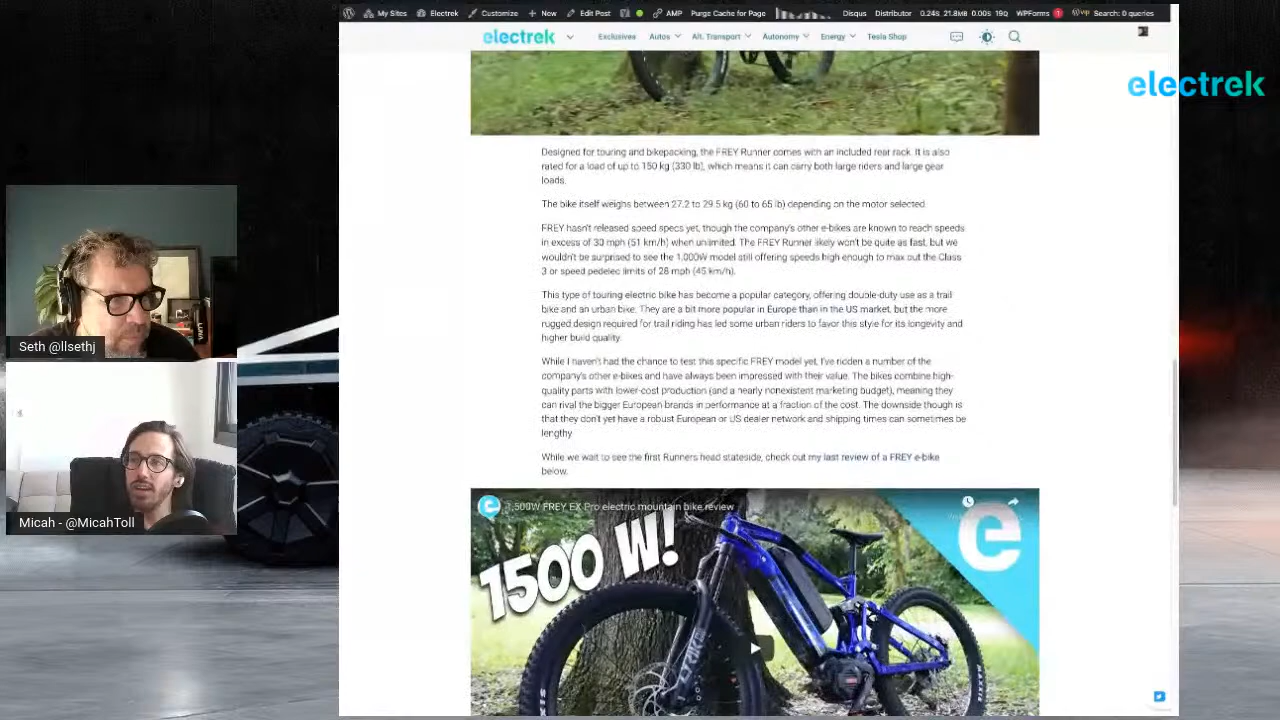 My Sites Electrek Customize New Edit Post AMP Purge Cache for Page Disqus Distributor 0.24s 21.8MB 0.00s 19Q WPForms 1 vip Search: 0 queries
electrek Exclusives Autos Alt. Transport Autonomy Energy Tesla Shop
electrek
Designed for touring and bikepacking, the FREY Runner comes with an included rear rack. It is also
rated for a load of up to 150 kg (330 lb), which means it can carry both large riders and large gear
loads.
The bike itself weighs between 27.2 to 29.5 kg (60 to 65 lb) depending on the motor selected.
FREY hasn't released speed specs yet, though the company's other e-bikes are known to reach speeds
in excess of 30 mph (51 km/h) when unlimited. The FREY Runner likely won't be quite as fast, but we
wouldn't be surprised to see the 1,000W model still offering speeds high enough to max out the Class
3 or speed pedelec limits of 28 mph (45 km/h).
This type of touring electric bike has become a popular category, offering double-duty use as a trail
bike and an urban bike. They are a bit more popular in Europe than in the US market, but the more
rugged design required for trail riding has led some urban riders to favor this style for its longevity and
higher build quality.
While I haven't had the chance to test this specific FREY model yet, I've ridden a number of the
company's other e-bikes and have always been impressed with their value. The bikes combine high-
quality parts with lower-cost production (and a nearly nonexistent marketing budget), meaning they
can rival the bigger European brands in performance at a fraction of the cost. The downside though is
that they don't yet have a robust European or US dealer network and shipping times can sometimes be
lengthy
While we wait to see the first Runners head stateside, check out my last review of a FREY e-bike
below.
e 1,500W FREY EX Pro electric mountain bike review
1500 W!
e
Seth @llsethj
Micah - @MicahToll